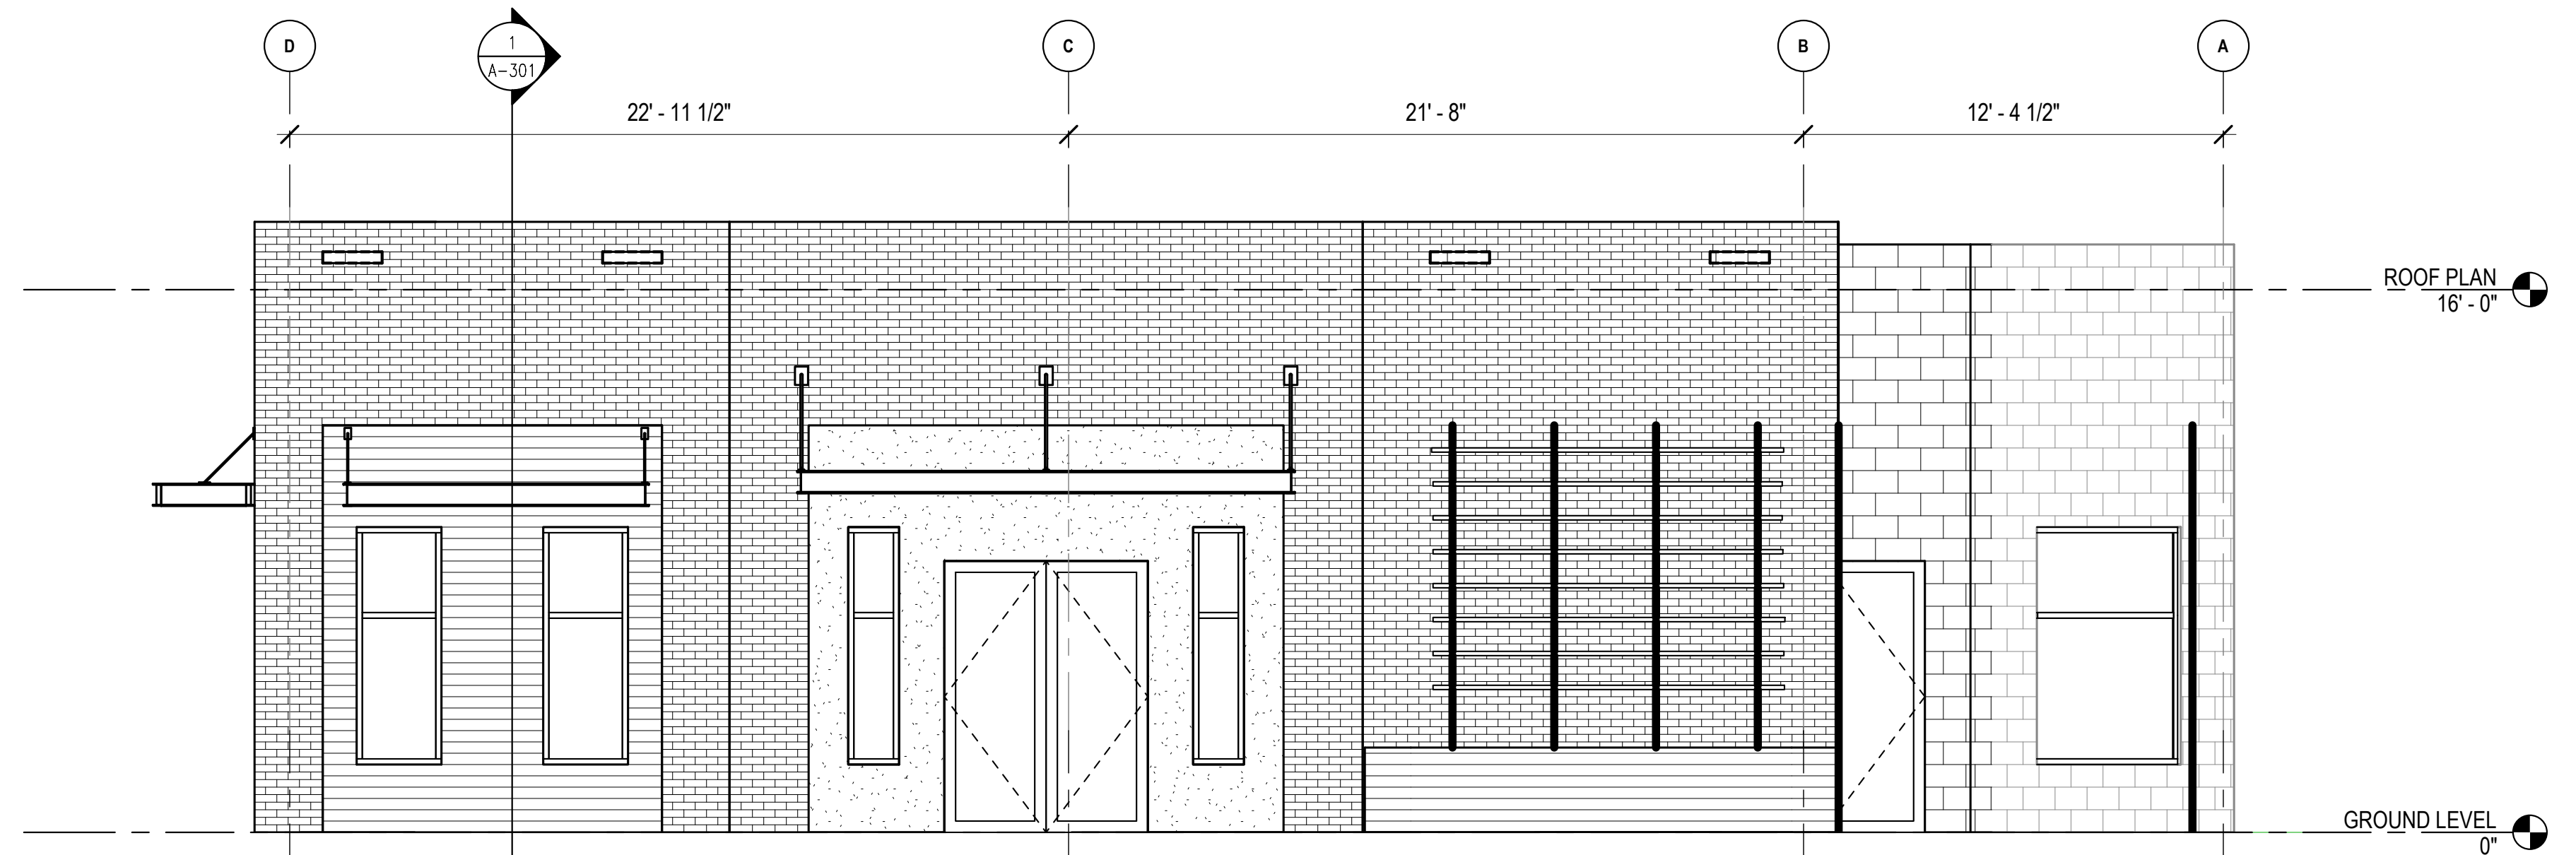 D
1
A-301
C
B
A
22' - 11 1/2"
21' - 8"
12' - 4 1/2"
ROOF PLAN
16' - 0"
GROUND LEVEL
0"